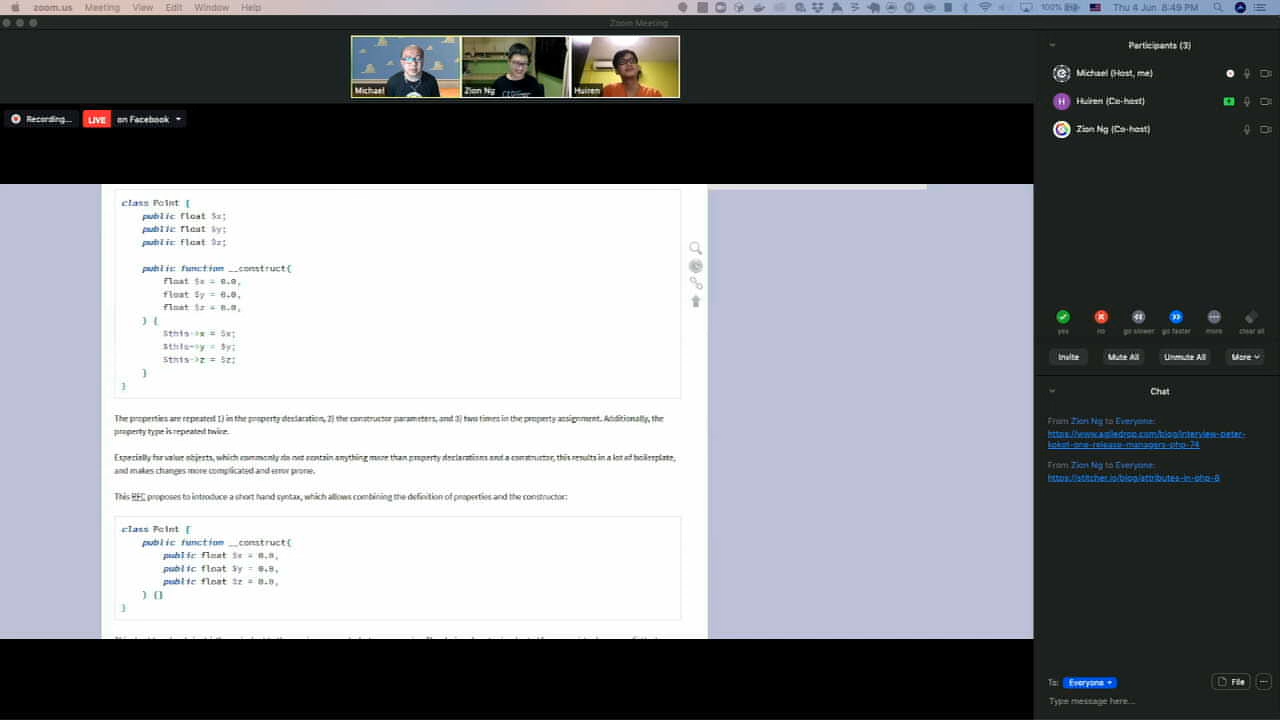 zoom.us Meeting View Edit Window Help
100% Thu 4 Jun 8:49 PM
Zoom Meeting
Michael
Zion Ng
Huiren
Recording...
LIVE on Facebook
class Point {
public float $x;
public float $y;
public float $z;
public function __construct(
float $x = 0.0,
float $y = 0.0,
float $z = 0.0,
) {
$this->x = $x;
$this->y = $y;
$this->z = $z;
}
}
The properties are repeated 1) in the property declaration, 2) the constructor parameters, and 3) two times in the property assignment. Additionally, the
property type is repeated twice.
Especially for value objects, which commonly do not contain anything more than property declarations and a constructor, this results in a lot of boilerplate,
and makes changes more complicated and error prone.
This RFC proposes to introduce a short hand syntax, which allows combining the definition of properties and the constructor:
class Point {
public function __construct(
public float $x = 0.0,
public float $y = 0.0,
public float $z = 0.0,
) {}
}
Participants (3)
Michael (Host, me)
H Huiren (Co-host)
Zion Ng (Co-host)
yes no go slower go faster more clear all
Invite Mute All Unmute All More
Chat
From Zion Ng to Everyone:
https://www.agiledrop.com/blog/interview-peter-
kokot-one-release-managers-php-74
From Zion Ng to Everyone:
https://stitcher.io/blog/attributes-in-php-8
To: Everyone File
Type message here...